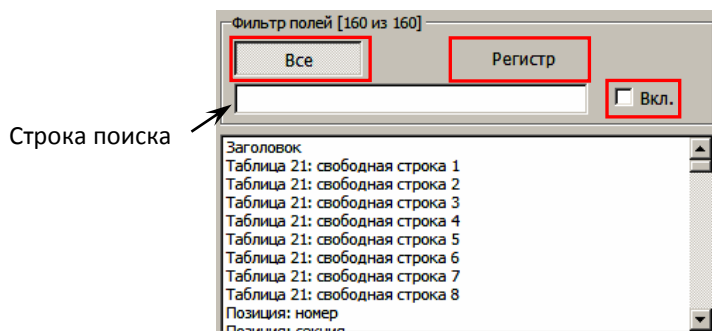 Фильтр полей [160 из 160]
Все Регистр
Вкл.
Строка поиска
Заголовок
Таблица 21: свободная строка 1
Таблица 21: свободная строка 2
Таблица 21: свободная строка 3
Таблица 21: свободная строка 4
Таблица 21: свободная строка 5
Таблица 21: свободная строка 6
Таблица 21: свободная строка 7
Таблица 21: свободная строка 8
Позиция: номер
Позиция: секция